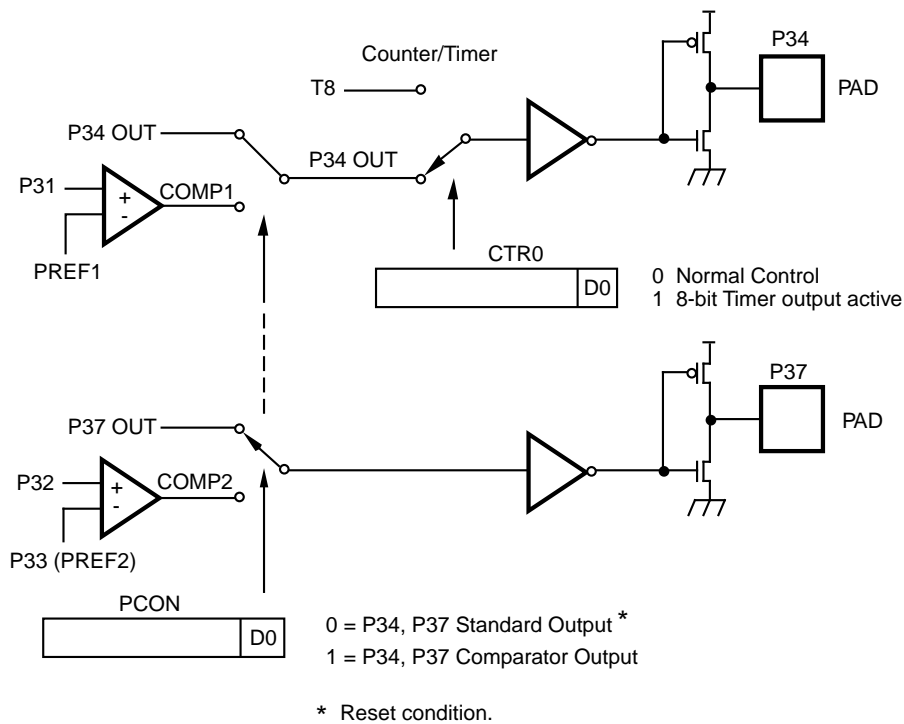 Counter/Timer
P34
T8
PAD
P34 OUT
P34 OUT
P31
COMP1
+
-
PREF1
CTR0
D0
0 Normal Control
1 8-bit Timer output active
P37
P37 OUT
PAD
P32
COMP2
+
-
P33 (PREF2)
PCON
D0
0 = P34, P37 Standard Output *
1 = P34, P37 Comparator Output
* Reset condition.